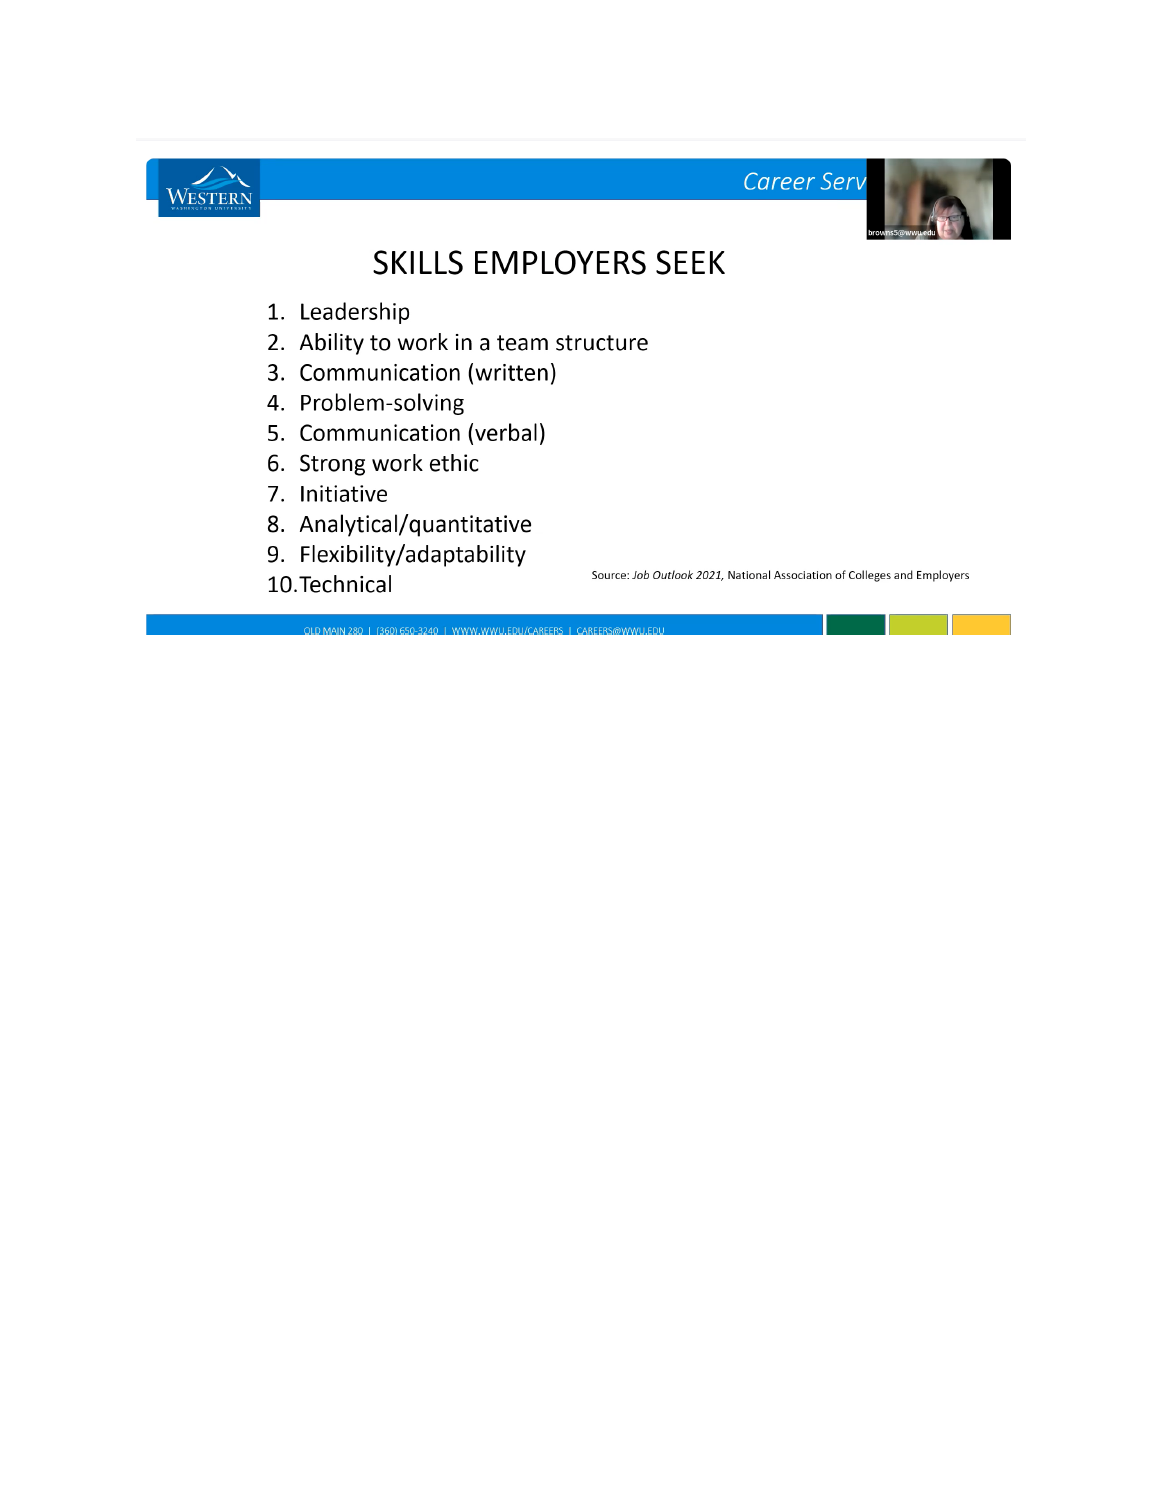 WESTERN
WASHINGTON UNIVERSITY
Career Serv
browns5@wwu.edu
SKILLS EMPLOYERS SEEK
1. Leadership
2. Ability to work in a team structure
3. Communication (written)
4. Problem-solving
5. Communication (verbal)
6. Strong work ethic
7. Initiative
8. Analytical/quantitative
9. Flexibility/adaptability
10.Technical
Source: Job Outlook 2021, National Association of Colleges and Employers
OLD MAIN 280 | (360) 650-3240 | WWW.WWU.EDU/CAREERS | CAREERS@WWU.EDU